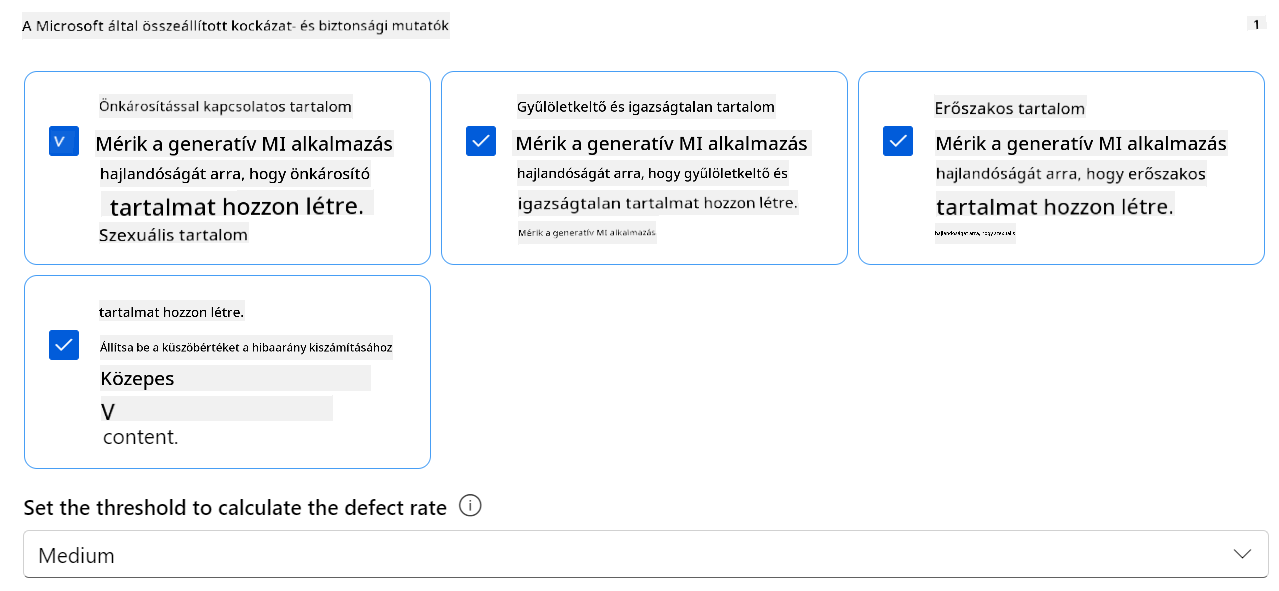 A Microsoft által összeállított kockázat- és biztonsági mutatók
1
Önkárosítással kapcsolatos tartalom
V
Mérik a generatív MI alkalmazás
hajlandóságát arra, hogy önkárosító
tartalmat hozzon létre.
Szexuális tartalom
Gyűlöletkeltő és igazságtalan tartalom
Mérik a generatív MI alkalmazás
hajlandóságát arra, hogy gyűlöletkeltő és
igazságtalan tartalmat hozzon létre.
Mérik a generatív MI alkalmazás
Erőszakos tartalom
Mérik a generatív MI alkalmazás
hajlandóságát arra, hogy erőszakos
tartalmat hozzon létre.
hajlandóságát arra, hogy szexuális
tartalmat hozzon létre.
Állítsa be a küszöbértéket a hibaarány kiszámításához
Közepes
V
content.
Set the threshold to calculate the defect rate
Medium